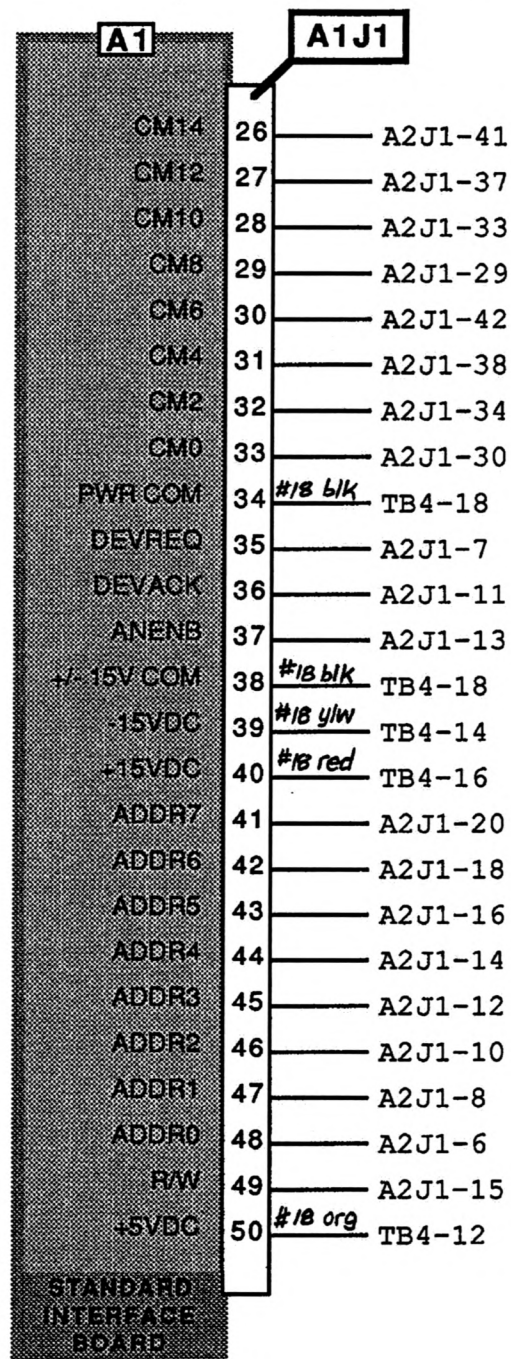 A1 A1J1
CM14 26 A2J1-41
CM12 27 A2J1-37
CM10 28 A2J1-33
CM8 29 A2J1-29
CM6 30 A2J1-42
CM4 31 A2J1-38
CM2 32 A2J1-34
CM0 33 A2J1-30
PWR COM 34 #18 blk TB4-18
DEVREQ 35 A2J1-7
DEVACK 36 A2J1-11
ANENB 37 A2J1-13
+/- 15V COM 38 #18 blk TB4-18
-15VDC 39 #18 ylw TB4-14
+15VDC 40 #18 red TB4-16
ADDR7 41 A2J1-20
ADDR6 42 A2J1-18
ADDR5 43 A2J1-16
ADDR4 44 A2J1-14
ADDR3 45 A2J1-12
ADDR2 46 A2J1-10
ADDR1 47 A2J1-8
ADDR0 48 A2J1-6
R/W 49 A2J1-15
+5VDC 50 #18 org TB4-12
STANDARD
INTERFACE
BOARD